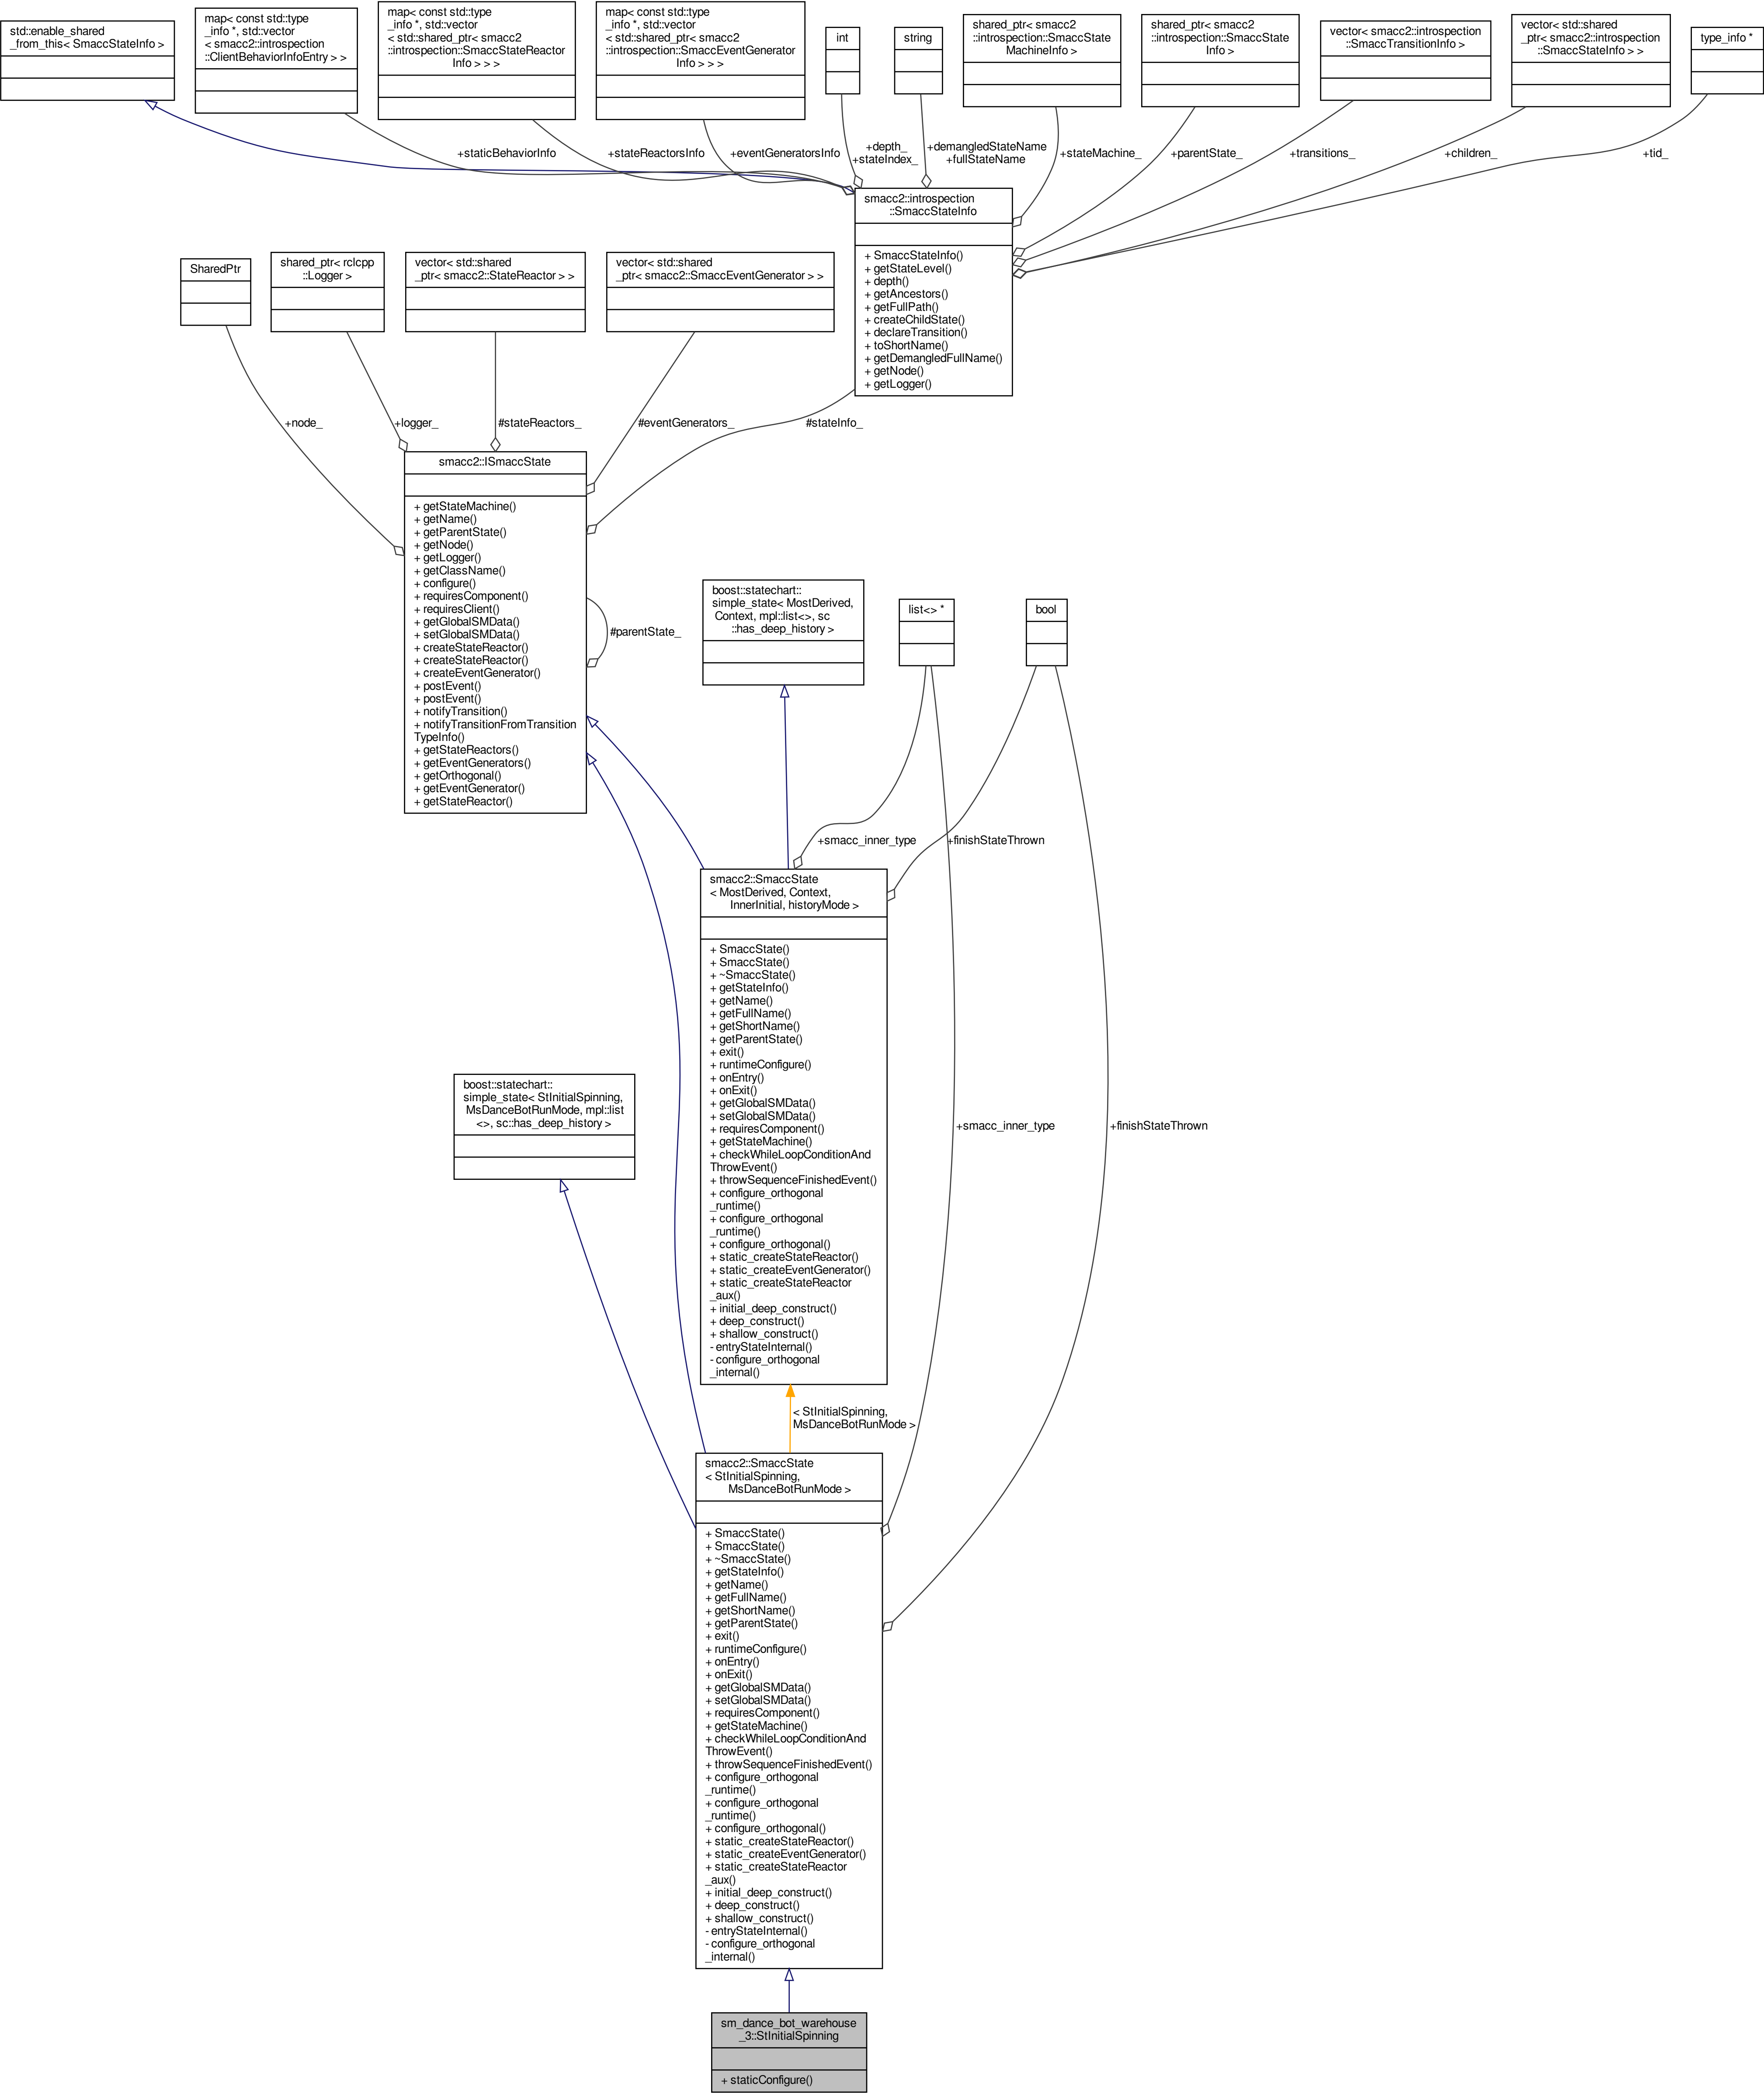 std::enable_shared
_from_this< SmaccStateInfo >
map< const std::type
_info *, std::vector
< smacc2::introspection
::ClientBehaviorInfoEntry > >
map< const std::type
_info *, std::vector
< std::shared_ptr< smacc2
::introspection::SmaccStateReactor
Info > > >
map< const std::type
_info *, std::vector
< std::shared_ptr< smacc2
::introspection::SmaccEventGenerator
Info > > >
int
string
shared_ptr< smacc2
::introspection::SmaccState
MachineInfo >
shared_ptr< smacc2
::introspection::SmaccState
Info >
vector< smacc2::introspection
::SmaccTransitionInfo >
vector< std::shared
_ptr< smacc2::introspection
::SmaccStateInfo > >
type_info *
+staticBehaviorInfo
+stateReactorsInfo
+eventGeneratorsInfo
+depth_
+stateIndex_
+demangledStateName
+fullStateName
+stateMachine_
+parentState_
+transitions_
+children_
+tid_
smacc2::introspection
::SmaccStateInfo
+ SmaccStateInfo()
+ getStateLevel()
+ depth()
+ getAncestors()
+ getFullPath()
+ createChildState()
+ declareTransition()
+ toShortName()
+ getDemangledFullName()
+ getNode()
+ getLogger()
SharedPtr
shared_ptr< rclcpp
::Logger >
vector< std::shared
_ptr< smacc2::StateReactor > >
vector< std::shared
_ptr< smacc2::SmaccEventGenerator > >
+node_
+logger_
#stateReactors_
#eventGenerators_
#stateInfo_
smacc2::ISmaccState
+ getStateMachine()
+ getName()
+ getParentState()
+ getNode()
+ getLogger()
+ getClassName()
+ configure()
+ requiresComponent()
+ requiresClient()
+ getGlobalSMData()
+ setGlobalSMData()
+ createStateReactor()
+ createStateReactor()
+ createEventGenerator()
+ postEvent()
+ postEvent()
+ notifyTransition()
+ notifyTransitionFromTransition
TypeInfo()
+ getStateReactors()
+ getEventGenerators()
+ getOrthogonal()
+ getEventGenerator()
+ getStateReactor()
#parentState_
boost::statechart::
simple_state< MostDerived,
Context, mpl::list<>, sc
::has_deep_history >
list<> *
bool
+smacc_inner_type
+finishStateThrown
smacc2::SmaccState
< MostDerived, Context,
InnerInitial, historyMode >
+ SmaccState()
+ SmaccState()
+ ~SmaccState()
+ getStateInfo()
+ getName()
+ getFullName()
+ getShortName()
+ getParentState()
+ exit()
+ runtimeConfigure()
+ onEntry()
+ onExit()
+ getGlobalSMData()
+ setGlobalSMData()
+ requiresComponent()
+ getStateMachine()
+ checkWhileLoopConditionAnd
ThrowEvent()
+ throwSequenceFinishedEvent()
+ configure_orthogonal
_runtime()
+ configure_orthogonal
_runtime()
+ configure_orthogonal()
+ static_createStateReactor()
+ static_createEventGenerator()
+ static_createStateReactor
_aux()
+ initial_deep_construct()
+ deep_construct()
+ shallow_construct()
- entryStateInternal()
- configure_orthogonal
_internal()
boost::statechart::
simple_state< StInitialSpinning,
MsDanceBotRunMode, mpl::list
<>, sc::has_deep_history >
+smacc_inner_type
+finishStateThrown
< StInitialSpinning,
MsDanceBotRunMode >
smacc2::SmaccState
< StInitialSpinning,
MsDanceBotRunMode >
+ SmaccState()
+ SmaccState()
+ ~SmaccState()
+ getStateInfo()
+ getName()
+ getFullName()
+ getShortName()
+ getParentState()
+ exit()
+ runtimeConfigure()
+ onEntry()
+ onExit()
+ getGlobalSMData()
+ setGlobalSMData()
+ requiresComponent()
+ getStateMachine()
+ checkWhileLoopConditionAnd
ThrowEvent()
+ throwSequenceFinishedEvent()
+ configure_orthogonal
_runtime()
+ configure_orthogonal
_runtime()
+ configure_orthogonal()
+ static_createStateReactor()
+ static_createEventGenerator()
+ static_createStateReactor
_aux()
+ initial_deep_construct()
+ deep_construct()
+ shallow_construct()
- entryStateInternal()
- configure_orthogonal
_internal()
sm_dance_bot_warehouse
_3::StInitialSpinning
+ staticConfigure()